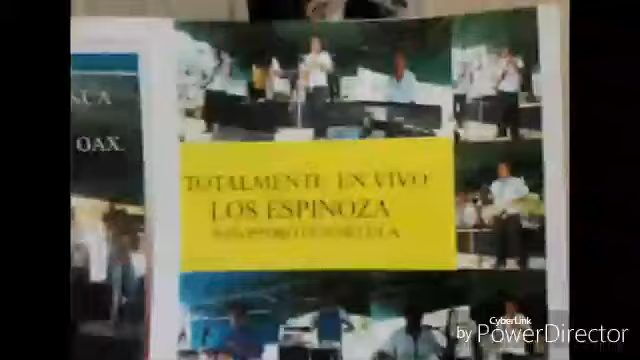 OAX.
TOTALMENTE EN VIVO
LOS ESPINOZA
CyberLink
by PowerDirector